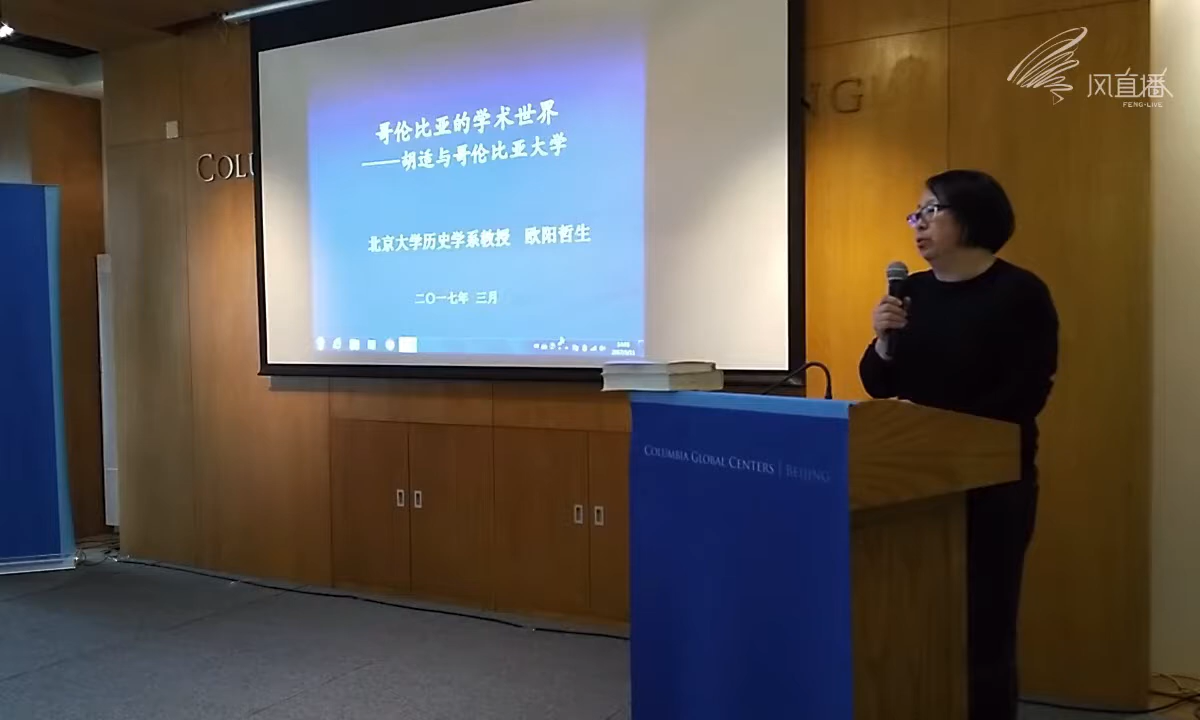 风直播
FENG-LIVE
COLU
NG
哥伦比亚的学术世界
——胡适与哥伦比亚大学
北京大学历史学系教授 欧阳哲生
二〇一七年 三月
COLUMBIA GLOBAL CENTERS | BEIJING